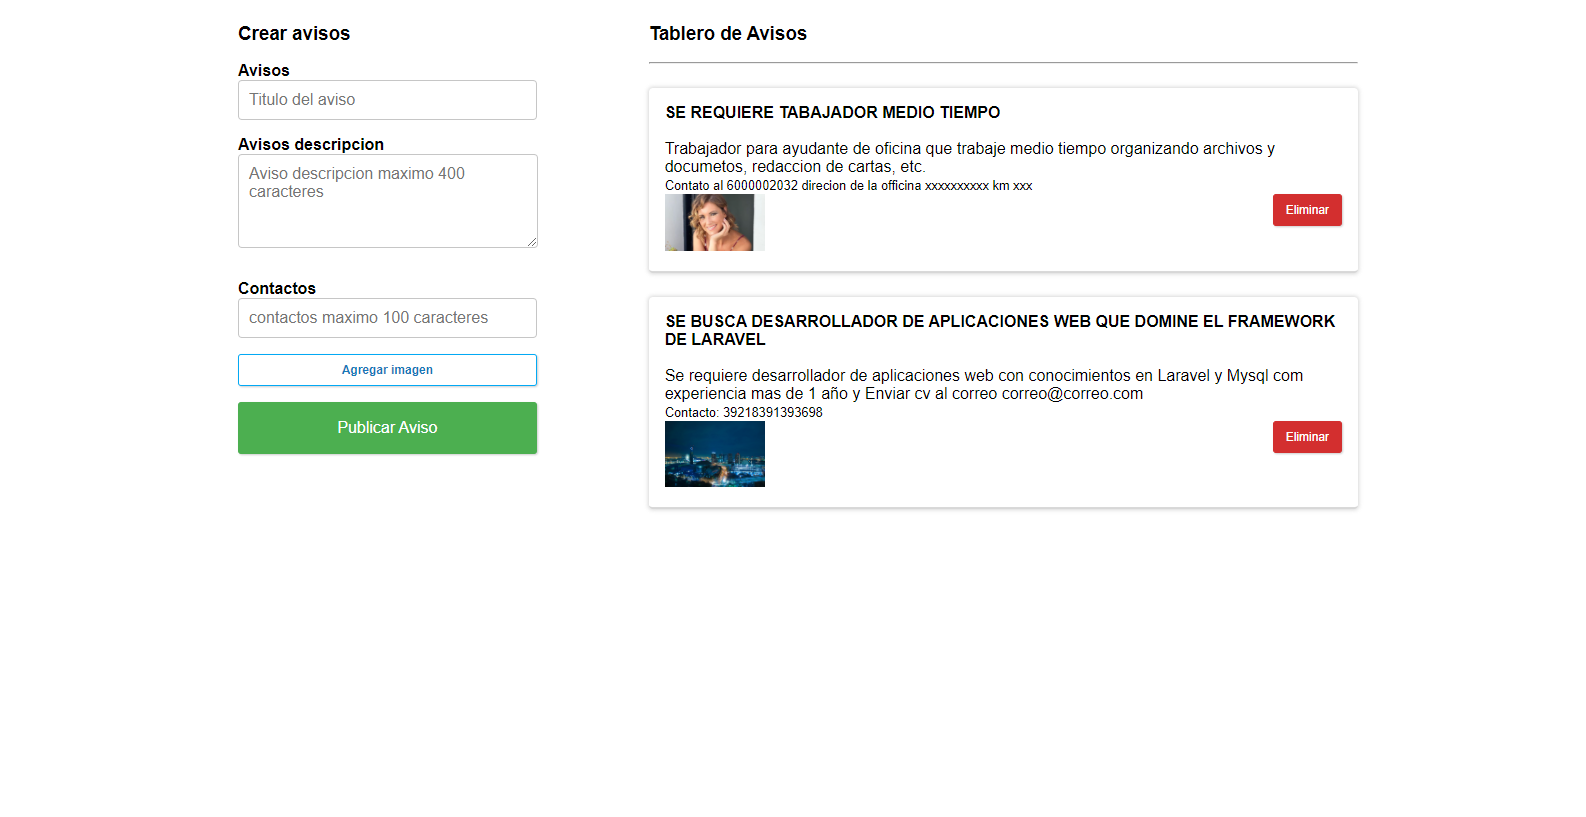 Crear avisos
Avisos
Titulo del aviso
Avisos descripcion
Aviso descripcion maximo 400
caracteres
Contactos
contactos maximo 100 caracteres
Agregar imagen
Publicar Aviso
Tablero de Avisos
SE REQUIERE TABAJADOR MEDIO TIEMPO
Trabajador para ayudante de oficina que trabaje medio tiempo organizando archivos y
documetos, redaccion de cartas, etc.
Contato al 6000002032 direcion de la officina xxxxxxxxxx km xxx
Eliminar
SE BUSCA DESARROLLADOR DE APLICACIONES WEB QUE DOMINE EL FRAMEWORK
DE LARAVEL
Se requiere desarrollador de aplicaciones web con conocimientos en Laravel y Mysql com
experiencia mas de 1 año y Enviar cv al correo correo@correo.com
Contacto: 39218391393698
Eliminar